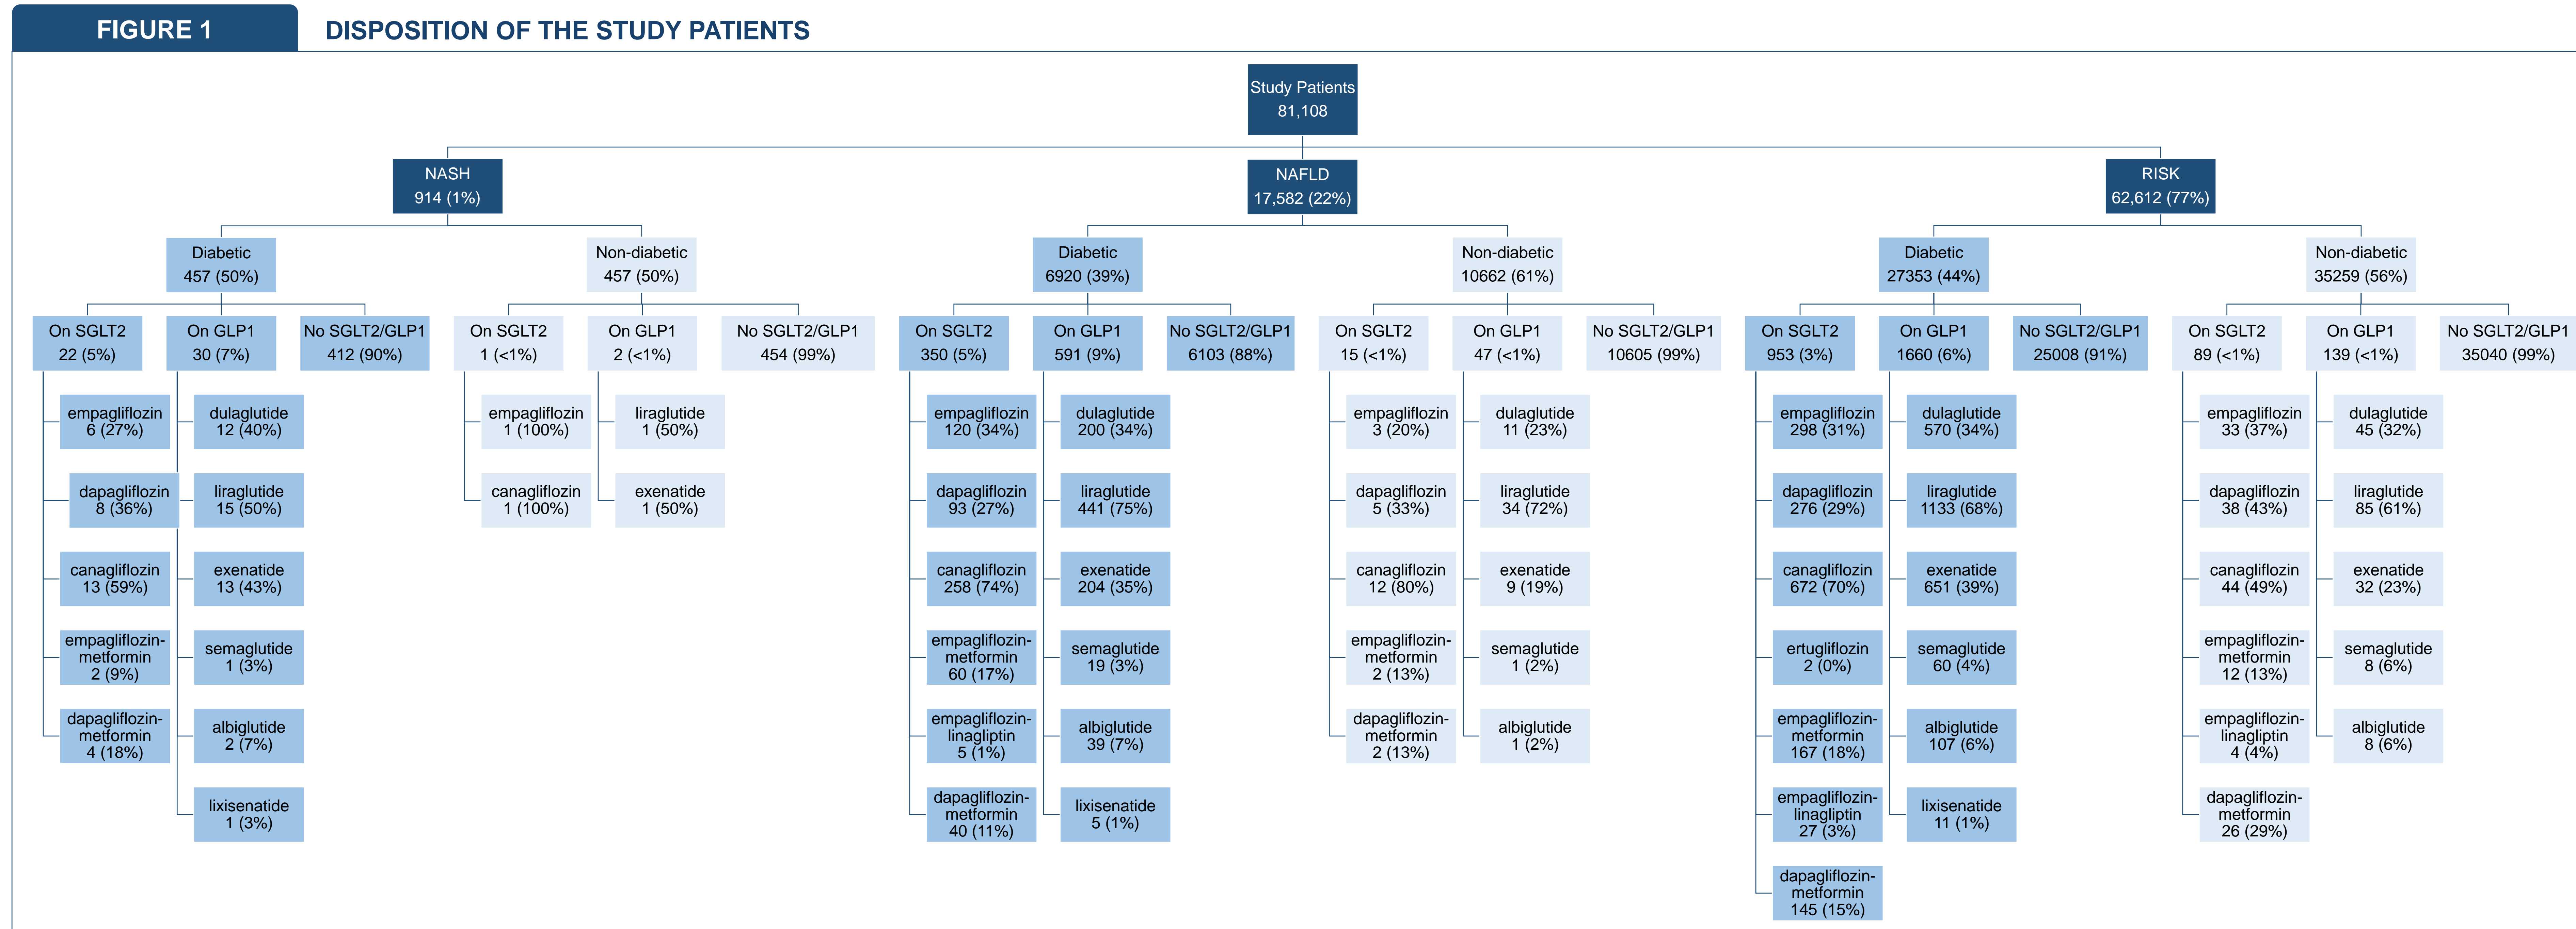 FIGURE 1
DISPOSITION OF THE STUDY PATIENTS
Study Patients
81,108
NASH
914 (1%)
NAFLD
17,582 (22%)
RISK
62,612 (77%)
Diabetic
457 (50%)
Non-diabetic
457 (50%)
Diabetic
6920 (39%)
Non-diabetic
10662 (61%)
Diabetic
27353 (44%)
Non-diabetic
35259 (56%)
On SGLT2
22 (5%)
On GLP1
30 (7%)
No SGLT2/GLP1
412 (90%)
On SGLT2
1 (<1%)
On GLP1
2 (<1%)
No SGLT2/GLP1
454 (99%)
On SGLT2
350 (5%)
On GLP1
591 (9%)
No SGLT2/GLP1
6103 (88%)
On SGLT2
15 (<1%)
On GLP1
47 (<1%)
No SGLT2/GLP1
10605 (99%)
On SGLT2
953 (3%)
On GLP1
1660 (6%)
No SGLT2/GLP1
25008 (91%)
On SGLT2
89 (<1%)
On GLP1
139 (<1%)
No SGLT2/GLP1
35040 (99%)
empagliflozin
6 (27%)
dapagliflozin
8 (36%)
canagliflozin
13 (59%)
empagliflozin-
metformin
2 (9%)
dapagliflozin-
metformin
4 (18%)
dulaglutide
12 (40%)
liraglutide
15 (50%)
exenatide
13 (43%)
semaglutide
1 (3%)
albiglutide
2 (7%)
lixisenatide
1 (3%)
empagliflozin
1 (100%)
canagliflozin
1 (100%)
liraglutide
1 (50%)
exenatide
1 (50%)
empagliflozin
120 (34%)
dapagliflozin
93 (27%)
canagliflozin
258 (74%)
empagliflozin-
metformin
60 (17%)
empagliflozin-
linagliptin
5 (1%)
dapagliflozin-
metformin
40 (11%)
dulaglutide
200 (34%)
liraglutide
441 (75%)
exenatide
204 (35%)
semaglutide
19 (3%)
albiglutide
39 (7%)
lixisenatide
5 (1%)
empagliflozin
3 (20%)
dapagliflozin
5 (33%)
canagliflozin
12 (80%)
empagliflozin-
metformin
2 (13%)
dapagliflozin-
metformin
2 (13%)
dulaglutide
11 (23%)
liraglutide
34 (72%)
exenatide
9 (19%)
semaglutide
1 (2%)
albiglutide
1 (2%)
empagliflozin
298 (31%)
dapagliflozin
276 (29%)
canagliflozin
672 (70%)
ertugliflozin
2 (0%)
empagliflozin-
metformin
167 (18%)
empagliflozin-
linagliptin
27 (3%)
dapagliflozin-
metformin
145 (15%)
dulaglutide
570 (34%)
liraglutide
1133 (68%)
exenatide
651 (39%)
semaglutide
60 (4%)
albiglutide
107 (6%)
lixisenatide
11 (1%)
empagliflozin
33 (37%)
dapagliflozin
38 (43%)
canagliflozin
44 (49%)
empagliflozin-
metformin
12 (13%)
empagliflozin-
linagliptin
4 (4%)
dapagliflozin-
metformin
26 (29%)
dulaglutide
45 (32%)
liraglutide
85 (61%)
exenatide
32 (23%)
semaglutide
8 (6%)
albiglutide
8 (6%)